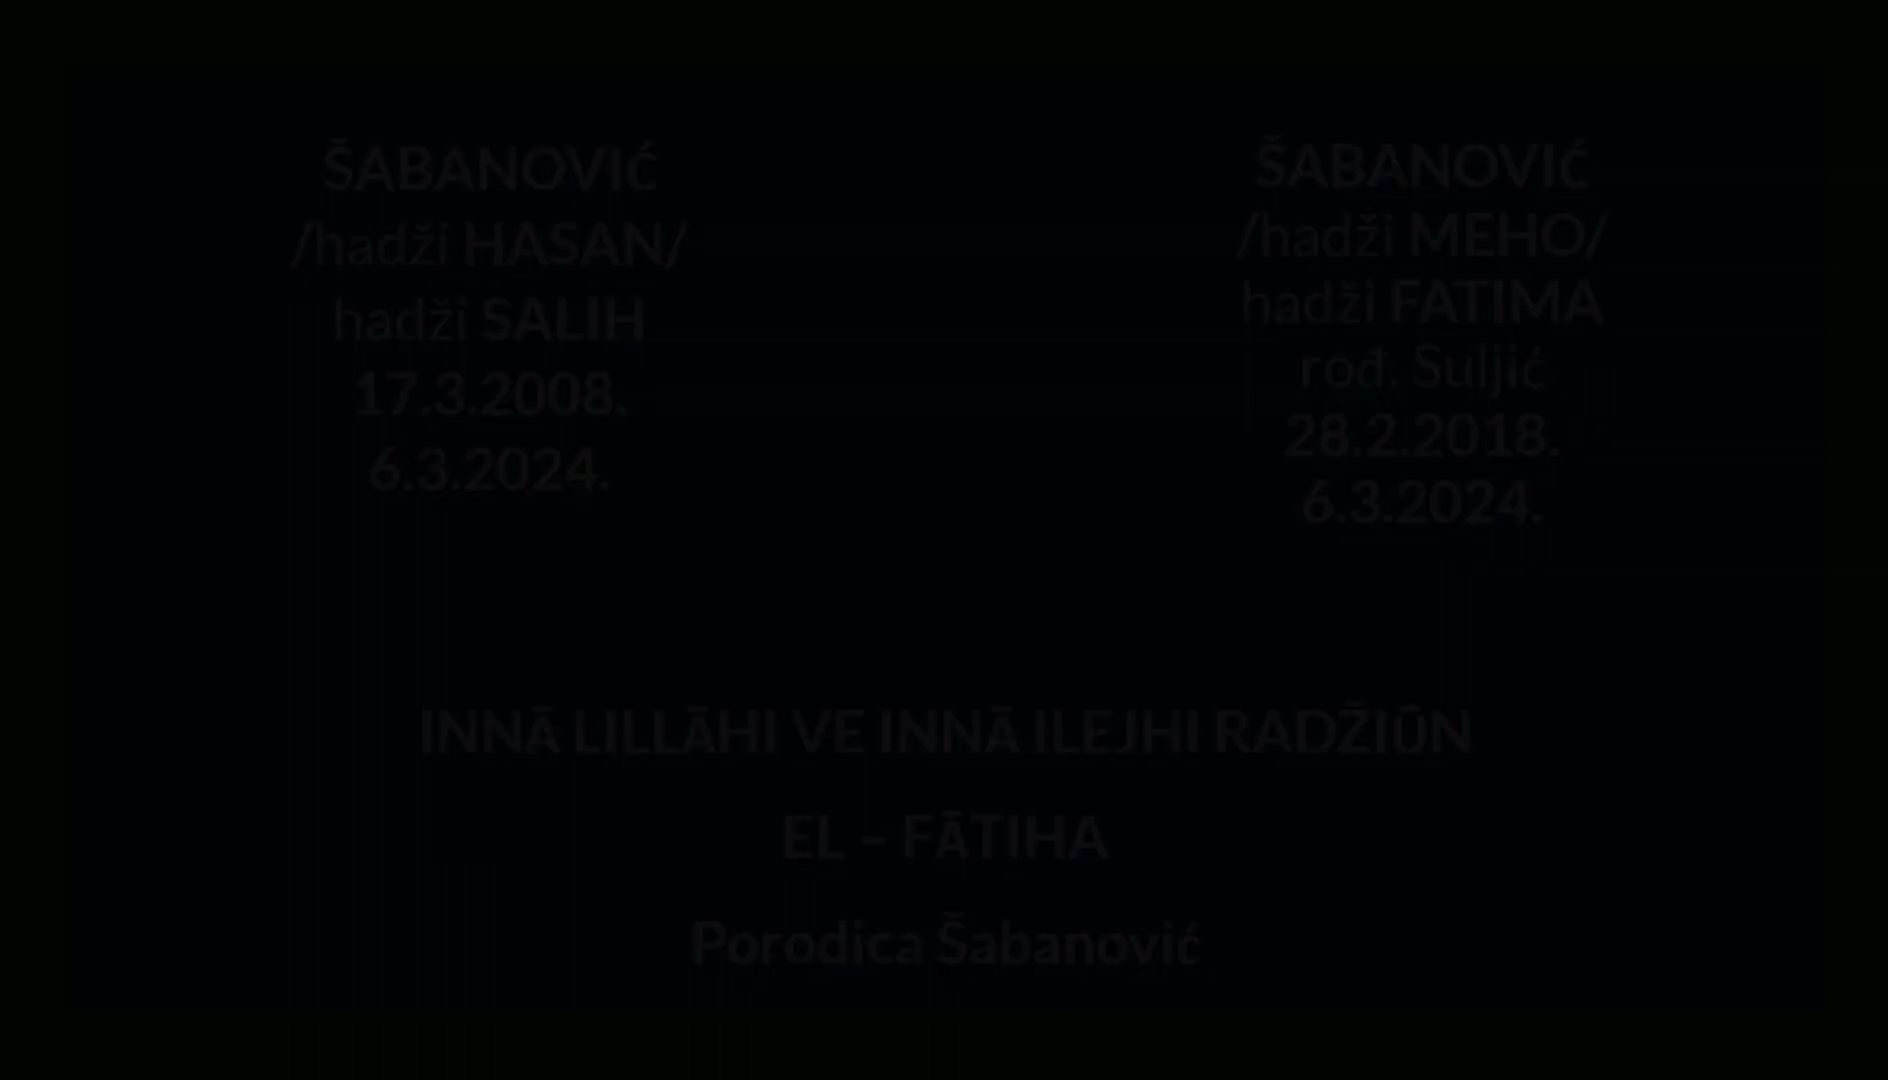 ŠABANOVIĆ
/hadži HASAN/
hadži SALIH
17.3.2008.
6.3.2024.
ŠABANOVIĆ
/hadži MEHO/
hadži FATIMA
rođ. Suljić
28.2.2018.
6.3.2024.
INNĀ LILLĀHI VE INNĀ ILEJHI RADŽIŪN
EL – FĀTIHA
Porodica Šabanović